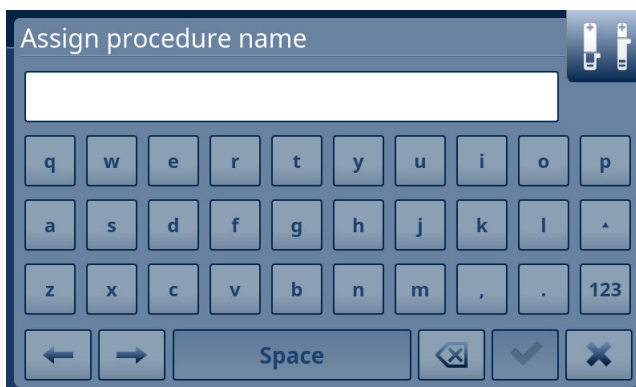 Assign procedure name
q w e r t y u i o p
a s d f g h j k l
z x c v b n m , . 123
Space